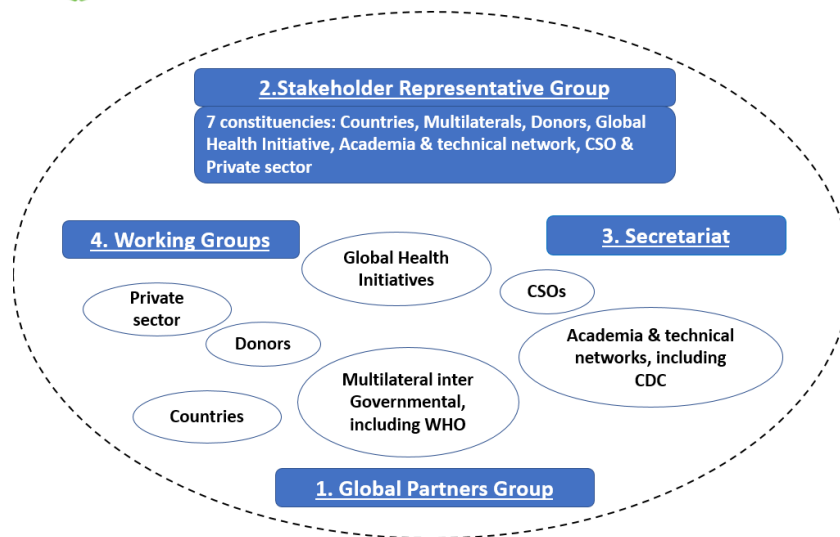 2.Stakeholder Representative Group
7 constituencies: Countries, Multilaterals, Donors, Global
Health Initiative, Academia & technical network, CSO &
Private sector
4. Working Groups
3. Secretariat
Global Health
Initiatives
CSOs
Private
sector
Donors
Academia & technical
networks, including
CDC
Multilateral inter
Governmental,
including WHO
Countries
1. Global Partners Group